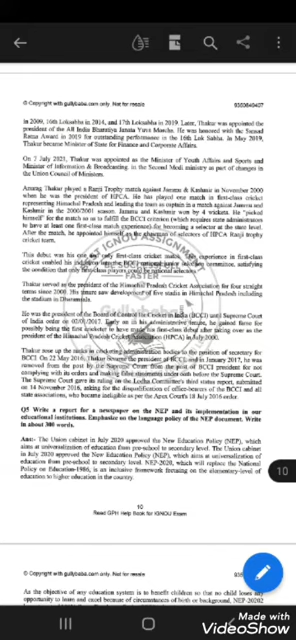 © Copyright with gullybaba.com- Not for resale 9350849407
In 2009, 16th Loksabha in 2014, and 17th Loksabha in 2019. Later, Thakur was appointed the
president of the All India Bharatiya Janata Yuva Morcha. He was honored with the Sansad
Ratna Award in 2019 for outstanding performance in the 16th Lok Sabha. In May 2019,
Thakur became Minister of State for Finance and Corporate Affairs.
On 7 July 2021, Thakur was appointed as the Minister of Youth Affairs and Sports and
Minister of Information & Broadcasting, in the Second Modi ministry as part of changes in
the Union Council of Ministers.
Among Thakur played a Ranji Trophy match against Jammu & Kashmir in November 2000
when he was the president of HPCA. He had played one match in first-class cricket
representing Himachal Pradesh and leading the team as captain in a match against Jammu and
Kashmir in the 2000/2001 season. Jammu and Kashmir won by 4 wickets. He "picked
himself" for the match so as to fulfill the BCCI criterion (which requires state administrators
to have at least one first-class match experience) for becoming a selector at the state level.
After the match, he appointed himself as the chairman of selectors of HPCA Ranji trophy
cricket team.
This debut was his one and only first-class cricket match. This experience in first-class
cricket enabled his induction into the BCCI national junior selection committee, satisfying
the condition that only first-class players could be national selectors.
Thakur served as the president of the Himachal Pradesh Cricket Association for four straight
terms since 2000. His tenure saw development of five stadia in Himachal Pradesh including
the stadium in Dharamsala.
He was the president of the Board of Control for Cricket in India (BCCI) until Supreme Court
of India order on 02/01/2017. Early in his administrative tenure, he gained fame for
possibly being the first cricketer to have made his first-class debut after taking over as the
president of the Himachal Pradesh Cricket Association (HPCA) in July 2000.
Thakur rose up the ranks in cricketing administration bodies to the position of secretary for
BCCI. On 22 May 2016, Thakur became the president of BCCI, and in January 2017, he was
removed from the post by the Supreme Court from the post of BCCI president for not
complying with its orders and making false statements under oath before the Supreme Court.
The Supreme Court gave its ruling on the Lodha Committee's third status report, submitted
on 14 November 2016, asking for the disqualification of office-bearers of the BCCI and all
state associations, who became ineligible as per the Apex Court's 18 July 2016 order.
Q5 Write a report for a newspaper on the NEP and its implementation in our
educational institutions. Emphasize on the language policy of the NEP document. Write
in about 300 words.
Ans:- The Union cabinet in July 2020 approved the New Education Policy (NEP), which
aims at universalization of education from pre-school to secondary level. The Union cabinet
in July 2020 approved the New Education Policy (NEP), which aims at universalization of
education from pre-school to secondary level. NEP-2020, which will replace the National
Policy on Education-1986, is an inclusive framework focusing on the elementary-level of
education to higher education in the country.
10
10
Read GPH Help Book for IGNOU Exam
© Copyright with gullybaba.com- Not for resale
As the objective of any education system is to benefit children so that no child loses any
opportunity to learn and excel because of circumstances of birth or background. NEP-2020
Made with
VideoShow